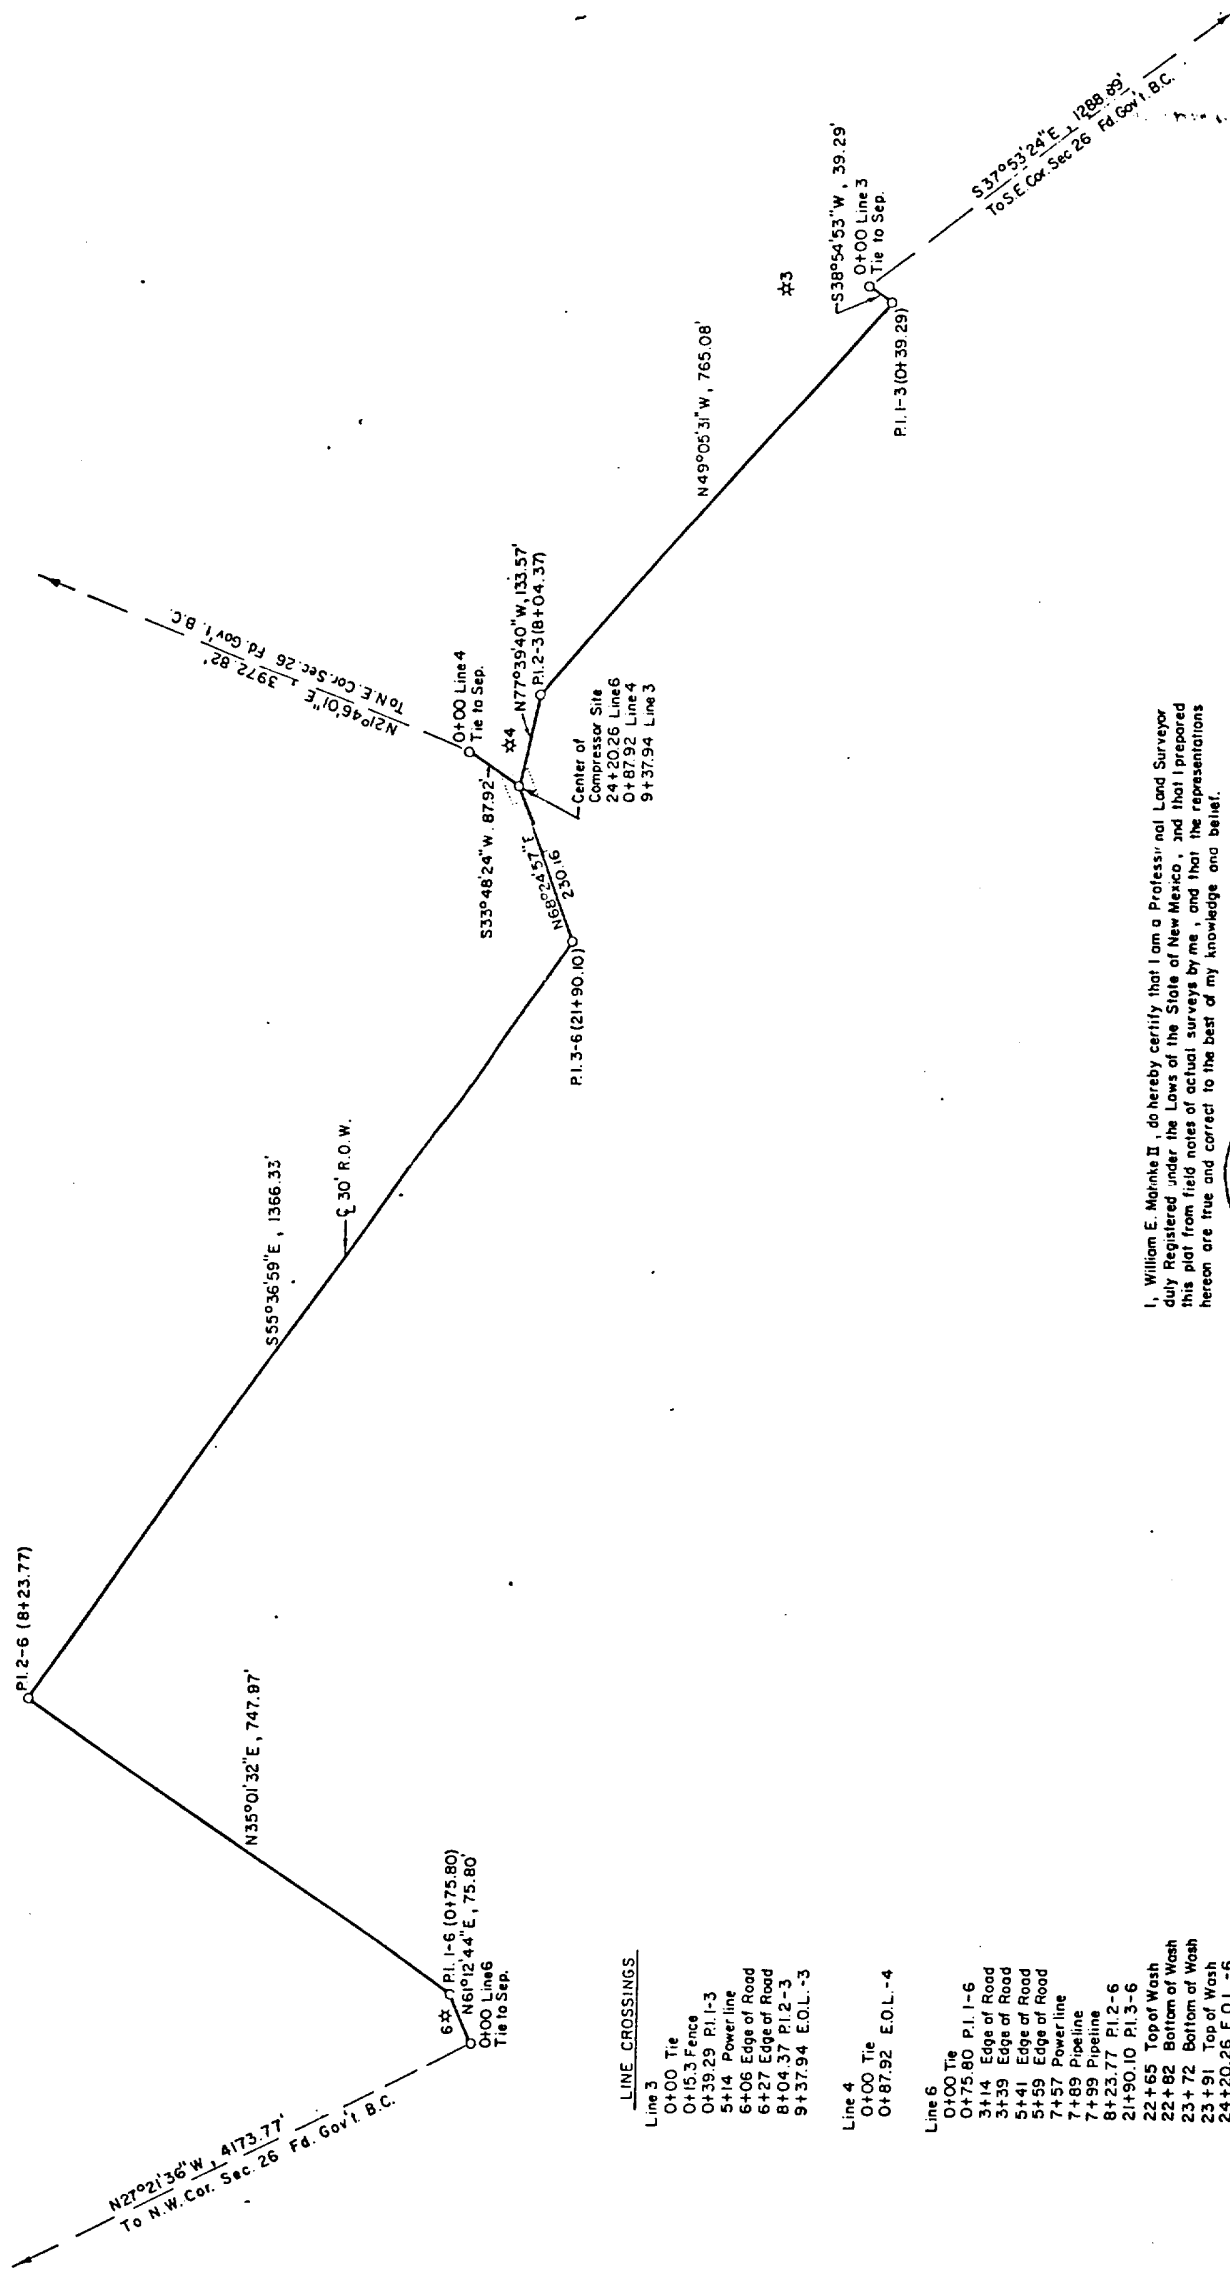 N27°21'36"W, 4173.77'
To N.W. Cor. Sec. 26 Fd. Gov't. B.C.
6
P.I. 1-6 (0+75.80)
N61°12'44"E, 75.80'
0+00 Line 6
Tie to Sep.
N35°01'32"E, 747.97'
P.I. 2-6 (8+23.77)
S55°36'59"E, 1366.33'
℄ 30' R.O.W.
P.I. 3-6 (21+90.10)
N68°24'57"E
230.16
S33°48'24"W, 87.92'
N21°46'01"E, 3972.82'
To N.E. Cor. Sec. 26 Fd. Gov't. B.C.
0+00 Line 4
Tie to Sep.
4
N77°39'40"W, 133.57'
P.I. 2-3 (8+04.37)
Center of
Compressor Site
24+20.26 Line 6
0+87.92 Line 4
9+37.94 Line 3
N49°05'31"W, 765.08'
3
S38°54'53"W, 39.29'
0+00 Line 3
Tie to Sep.
P.I. 1-3 (0+39.29)
S37°53'24"E, 1288.89'
To S.E. Cor. Sec 26 Fd. Gov't. B.C.
LINE CROSSINGS
Line 3
0+00 Tie
0+15.3 Fence
0+39.29 P.I. 1-3
5+14 Power line
6+06 Edge of Road
6+27 Edge of Road
8+04.37 P.I. 2-3
9+37.94 E.O.L.-3
Line 4
0+00 Tie
0+87.92 E.O.L.-4
Line 6
0+00 Tie
0+75.80 P.I. 1-6
3+14 Edge of Road
3+39 Edge of Road
5+41 Edge of Road
5+59 Edge of Road
7+57 Power line
7+89 Pipeline
7+99 Pipeline
8+23.77 P.I. 2-6
21+90.10 P.I. 3-6
22+65 Top of Wash
22+82 Bottom of Wash
23+72 Bottom of Wash
23+91 Top of Wash
24+20.26 E.O.L.-6
I, William E. Mahnke II, do hereby certify that I am a Professional Land Surveyor
duly Registered under the Laws of the State of New Mexico, and that I prepared
this plat from field notes of actual surveys by me, and that the representations
hereon are true and correct to the best of my knowledge and belief.